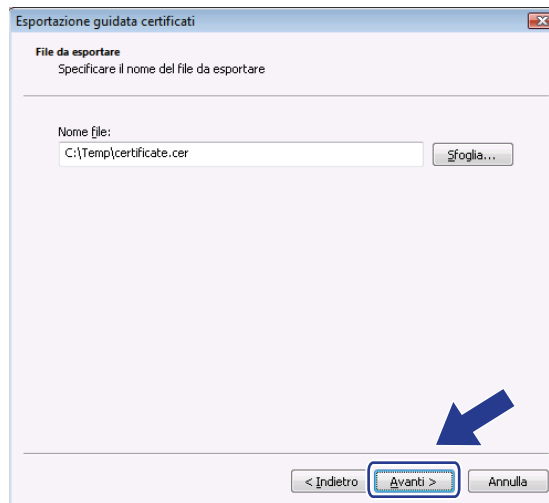 Esportazione guidata certificati
File da esportare
Specificare il nome del file da esportare
Nome file:
C:\Temp\certificate.cer
Sfoglia...
< Indietro
Avanti >
Annulla